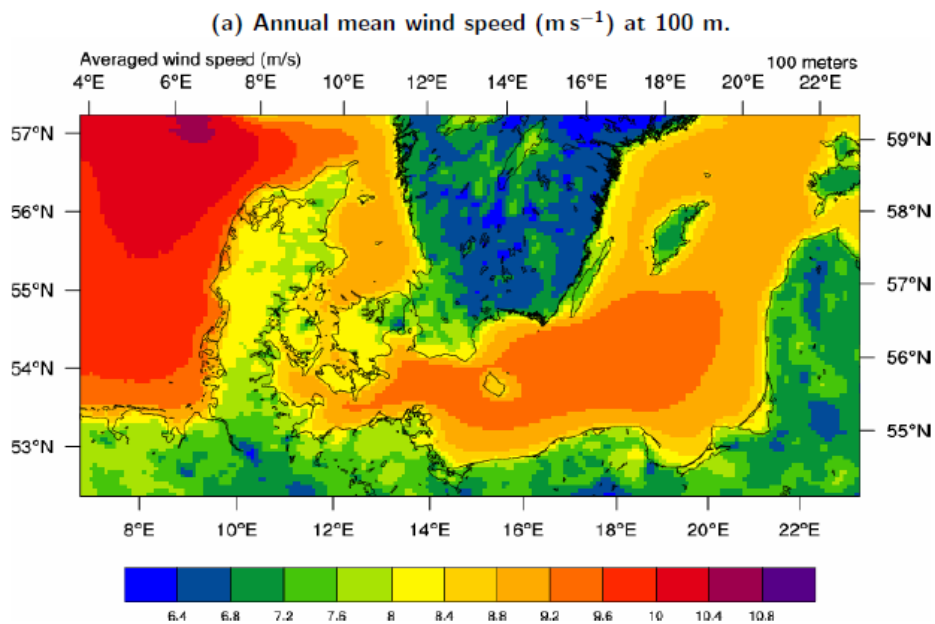 (a) Annual mean wind speed (m s⁻¹) at 100 m.
Averaged wind speed (m/s) 100 meters
4°E 6°E 8°E 10°E 12°E 14°E 16°E 18°E 20°E 22°E
57°N 59°N
56°N 58°N
55°N 57°N
54°N 56°N
53°N 55°N
8°E 10°E 12°E 14°E 16°E 18°E 20°E 22°E
6.4 6.8 7.2 7.6 8 8.4 8.8 9.2 9.6 10 10.4 10.8